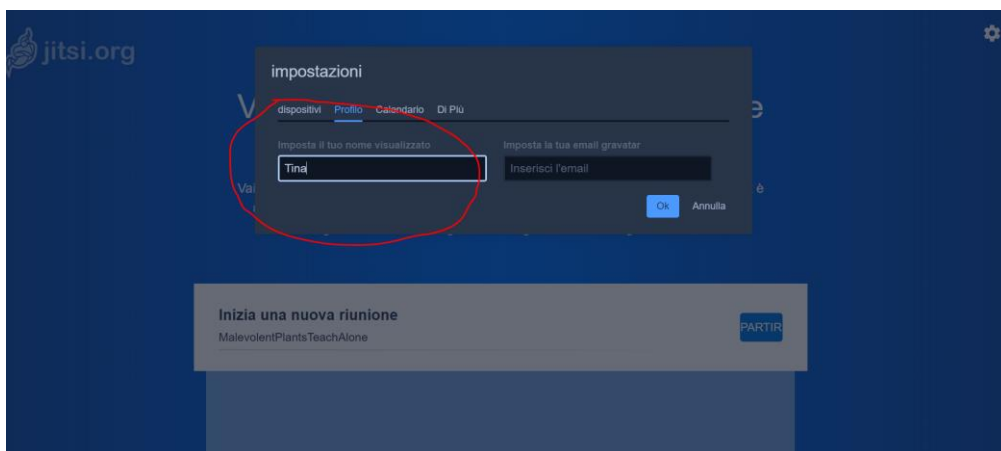 jitsi.org
impostazioni
dispositivi Profilo Calendario Di Più
Imposta il tuo nome visualizzato
Tina
Imposta la tua email gravatar
Inserisci l'email
Ok Annulla
V e
Vai è
Inizia una nuova riunione
MalevolentPlantsTeachAlone
PARTIR